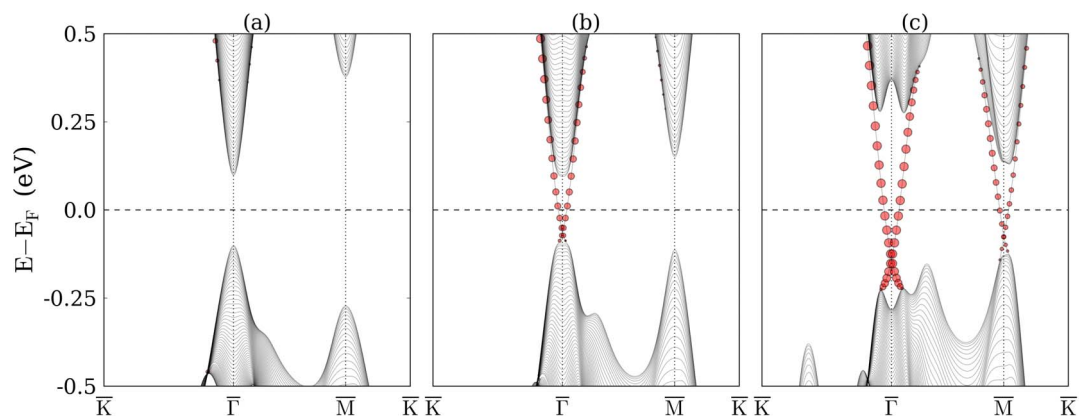 (a) (b) (c)
E−E_F (eV)
0.5
0.25
0.0
-0.25
-0.5
K̅ Γ̅ M̅ K̅ K̅ Γ̅ M̅ K̅ K̅ Γ̅ M̅ K̅